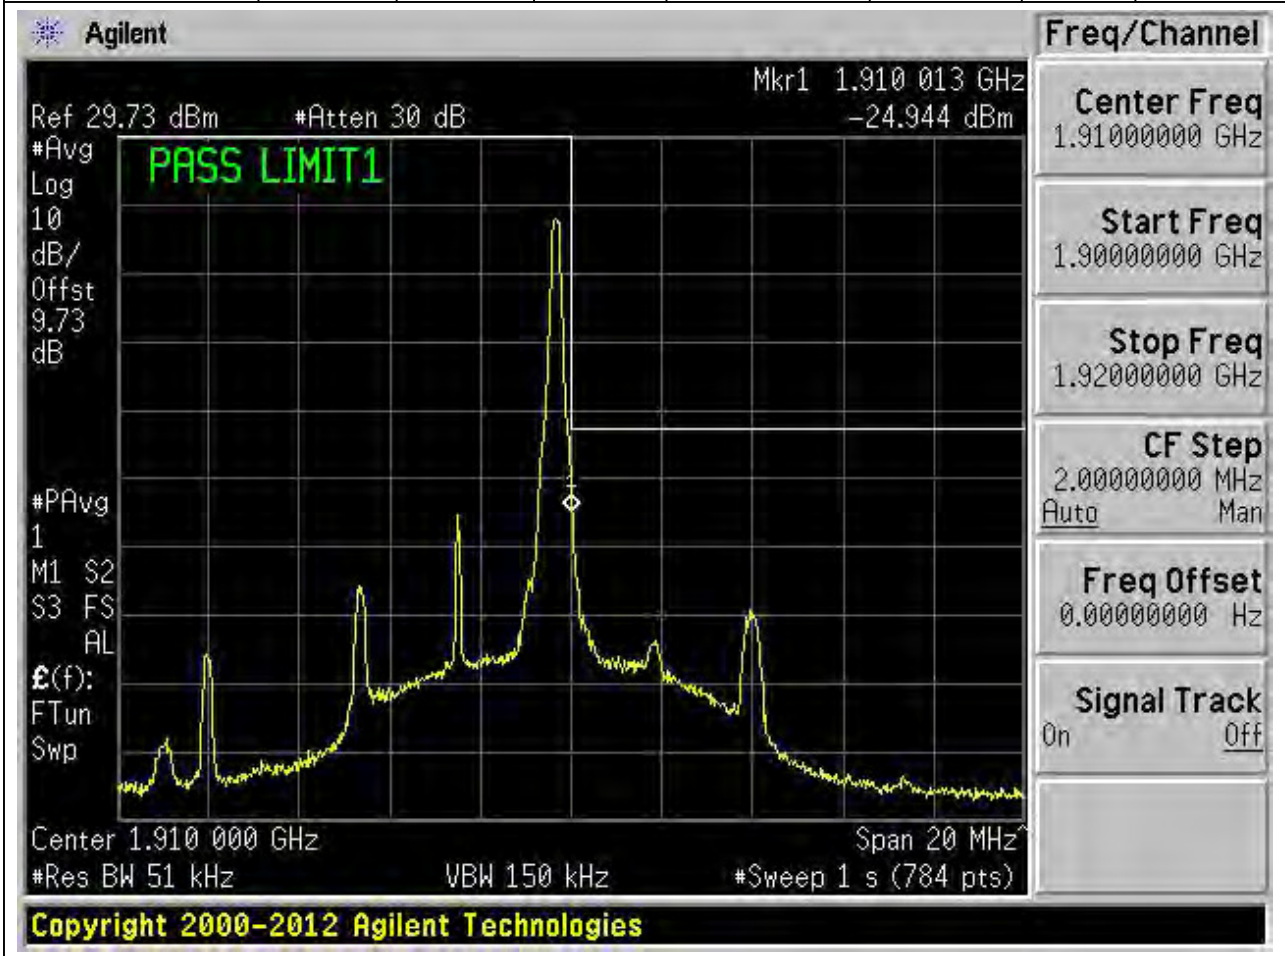 Agilent
Freq/Channel
Mkr1 1.910 013 GHz
Ref 29.73 dBm #Atten 30 dB -24.944 dBm
#Avg
Log
10
dB/
Offst
9.73
dB
PASS LIMIT1
#PAvg
1
M1 S2
S3 FS
AL
£(f):
FTun
Swp
Center 1.910 000 GHz Span 20 MHz^
#Res BW 51 kHz VBW 150 kHz #Sweep 1 s (784 pts)
Copyright 2000-2012 Agilent Technologies
Center Freq
1.91000000 GHz
Start Freq
1.90000000 GHz
Stop Freq
1.92000000 GHz
CF Step
2.00000000 MHz
Auto Man
Freq Offset
0.00000000 Hz
Signal Track
On Off
1